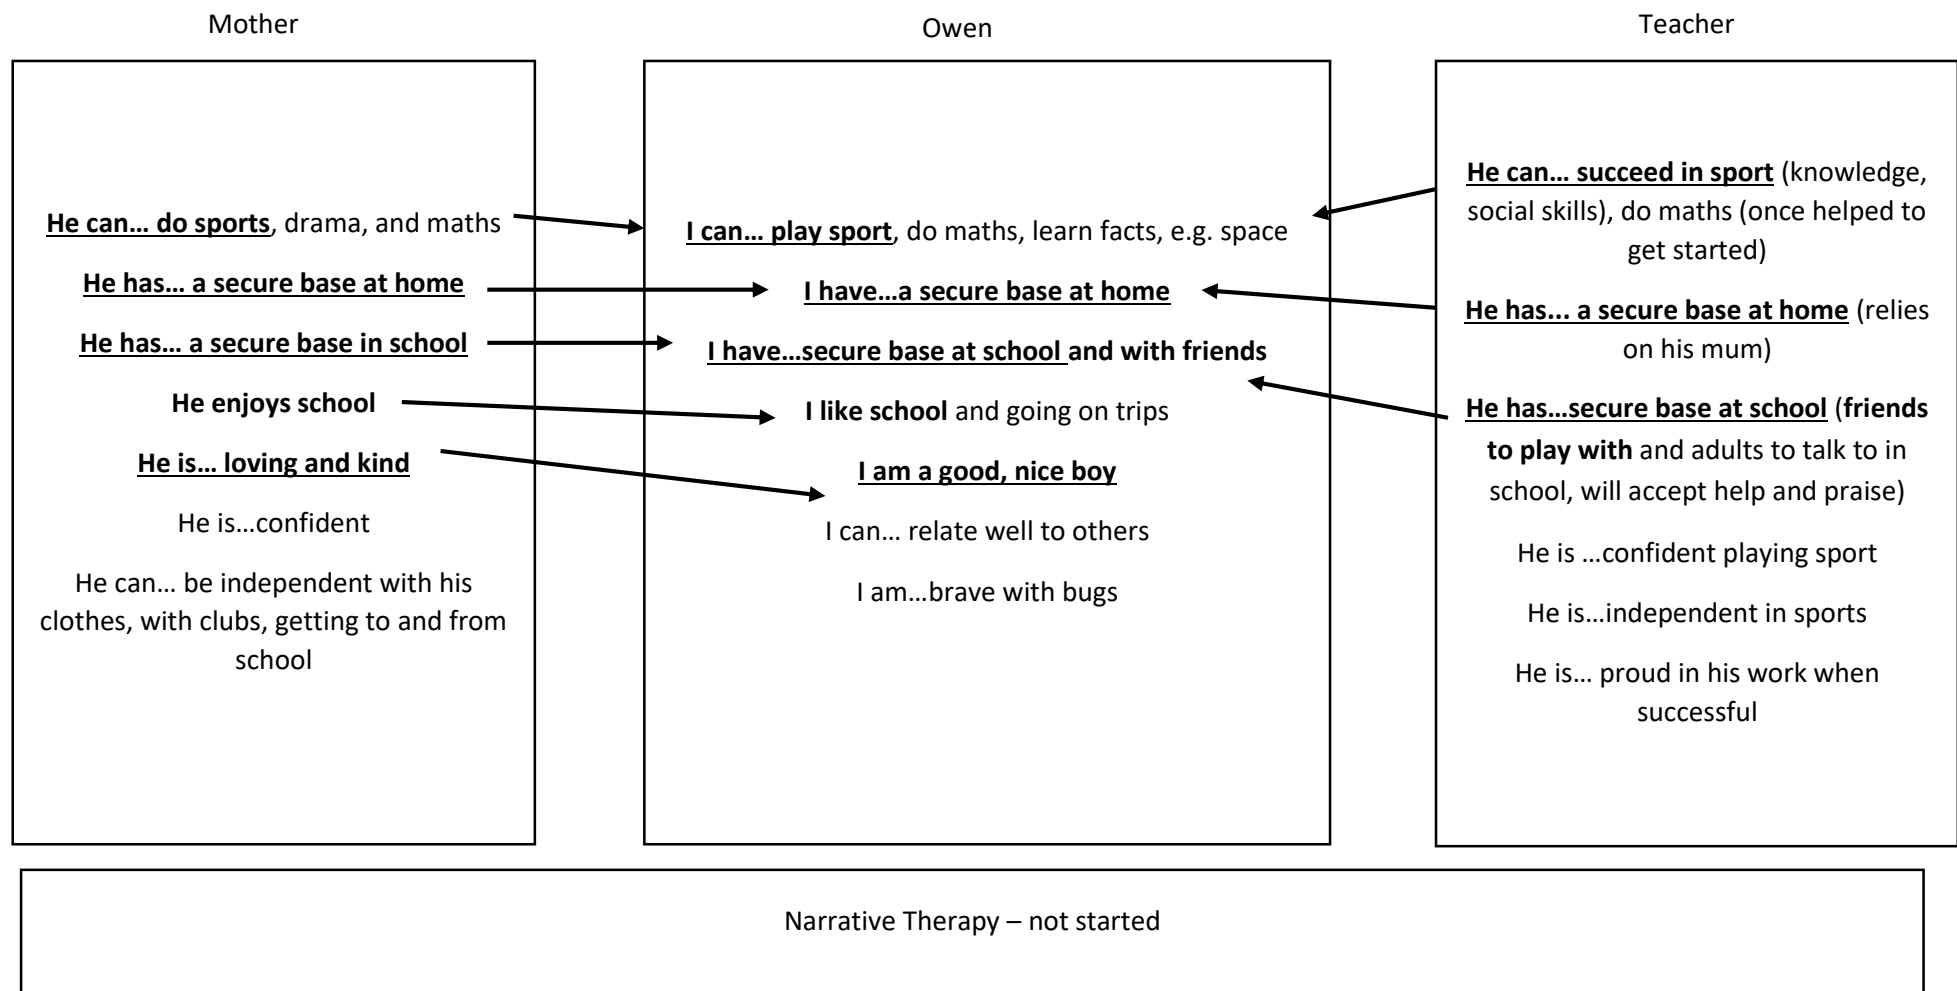 Mother
Owen
Teacher
He can… do sports, drama, and maths
He has… a secure base at home
He has… a secure base in school
He enjoys school
He is… loving and kind
He is…confident
He can… be independent with his
clothes, with clubs, getting to and from
school
I can… play sport, do maths, learn facts, e.g. space
I have…a secure base at home
I have…secure base at school and with friends
I like school and going on trips
I am a good, nice boy
I can… relate well to others
I am…brave with bugs
He can… succeed in sport (knowledge,
social skills), do maths (once helped to
get started)
He has... a secure base at home (relies
on his mum)
He has…secure base at school (friends
to play with and adults to talk to in
school, will accept help and praise)
He is …confident playing sport
He is…independent in sports
He is… proud in his work when
successful
Narrative Therapy – not started